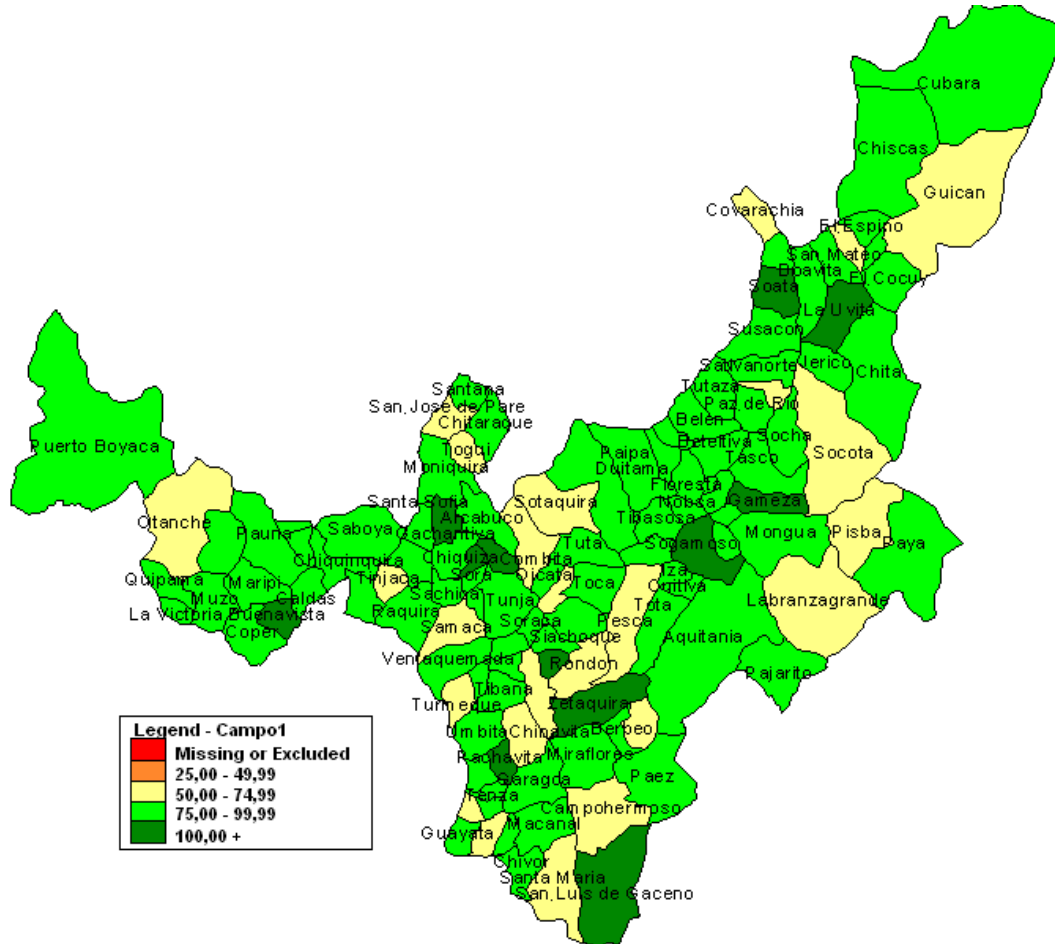 Cubara
Chiscas
Guican
Covarachia
El Espino
San Mateo
Boavita
El Cocuy
Soata
La Uvita
Susacon
Sativanorte
Jerico
Chita
Tutaza
Santana
San Jose de Pare
Chitaraque
Paz de Rio
Belen
Togui
Moniquira
Puerto Boyaca
Socha
Socota
Tasco
Paipa
Duitama
Floresta
Nobsa
Gameza
Santa Sofia
Sotaquira
Arcabuco
Tibasosa
Otanche
Pauna
Saboya
Gachantiva
Mongua
Pisba
Paya
Tuta
Sogamoso
Chiquinquira
Chiquiza
Combita
Oicata
Iza
Tinjaca
Sora
Toca
Cuitiva
Quipama
Maripi
Muzo
Caldas
Sachica
Tunja
Tota
Labranzagrande
La Victoria
Buenavista
Raquira
Soraca
Pesca
Coper
Samaca
Siachoque
Aquitania
Ventaquemada
Rondon
Pajarito
Tibana
Turmeque
Zetaquira
Umbita
Chinavita
Berbeo
Pachavita
Miraflores
Garagoa
Paez
Tenza
Campohermoso
Guayata
Macanal
Chivor
Santa Maria
San Luis de Gaceno
Legend - Campo1
Missing or Excluded
25,00 - 49,99
50,00 - 74,99
75,00 - 99,99
100,00 +